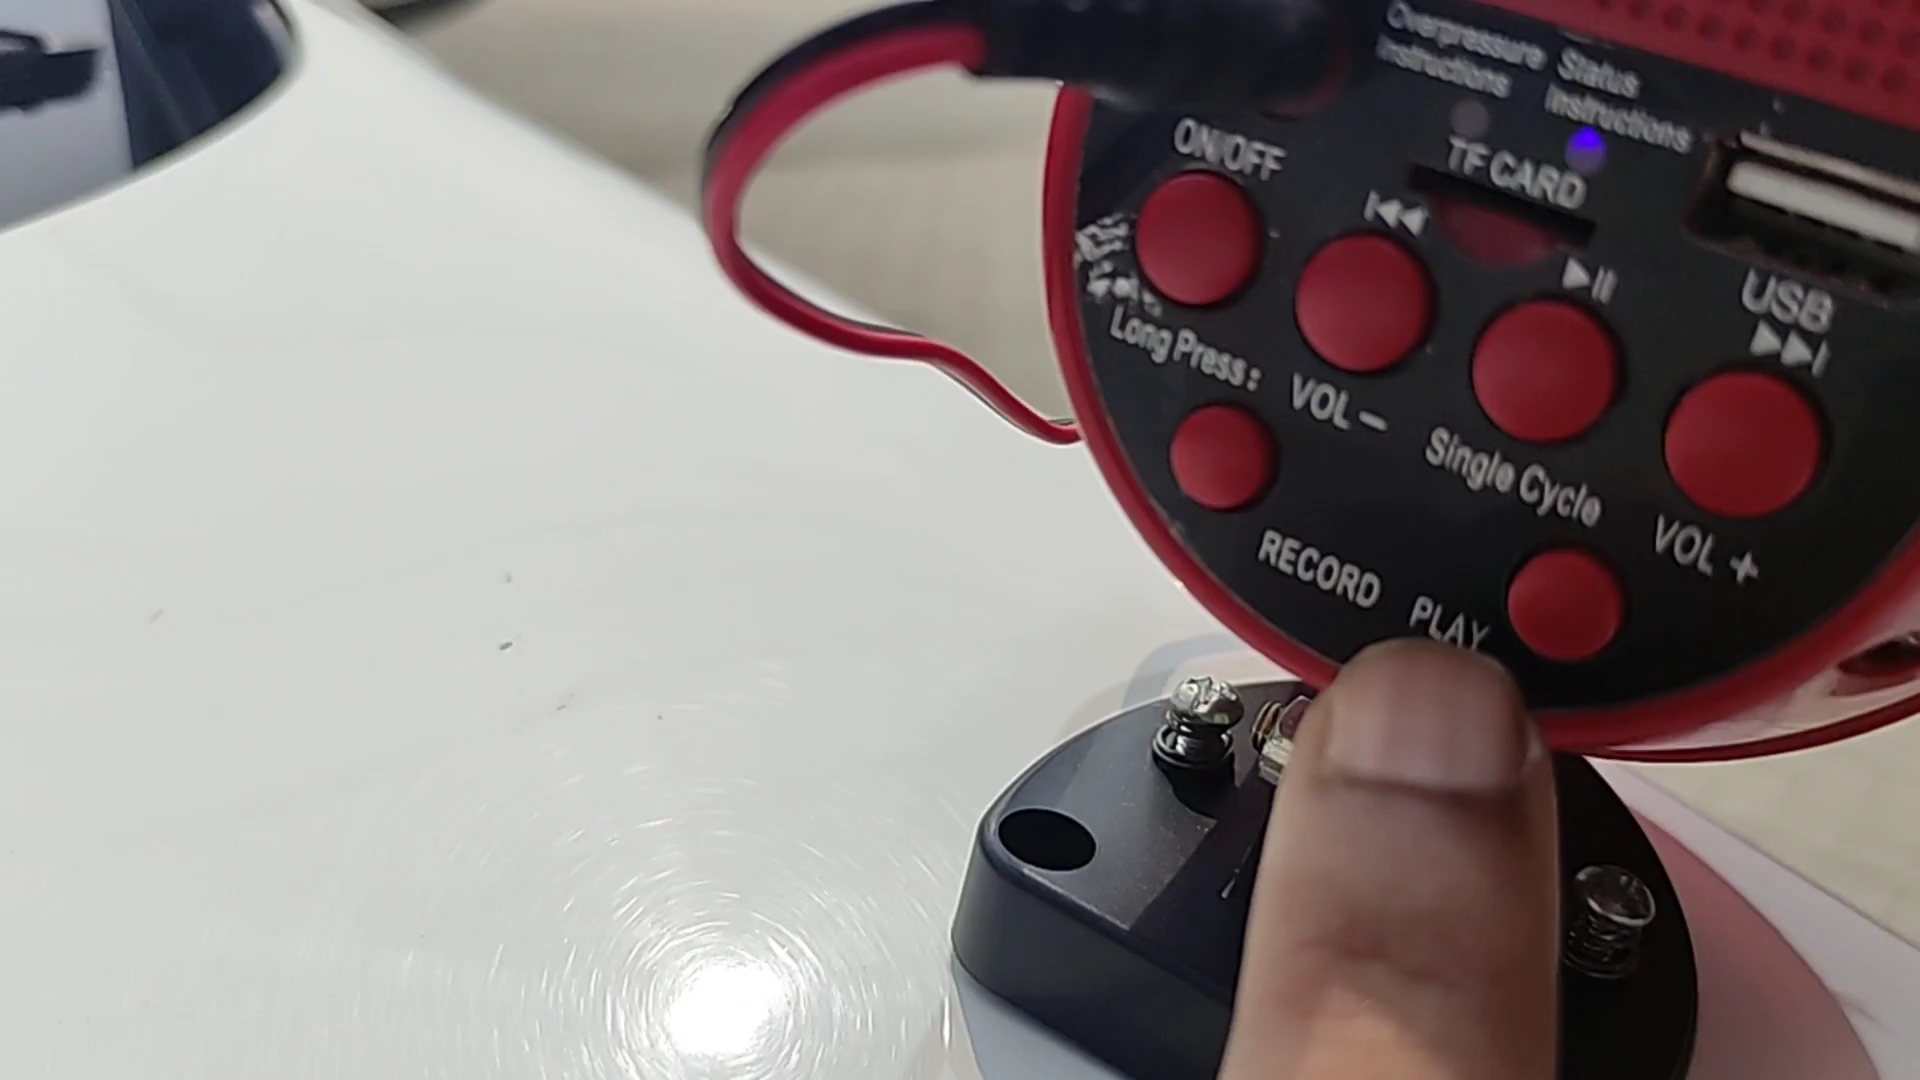 Overpressure
Instructions
Status
Instructions
ON/OFF
TF CARD
USB
Long Press:
VOL -
Single Cycle
VOL +
RECORD
PLAY